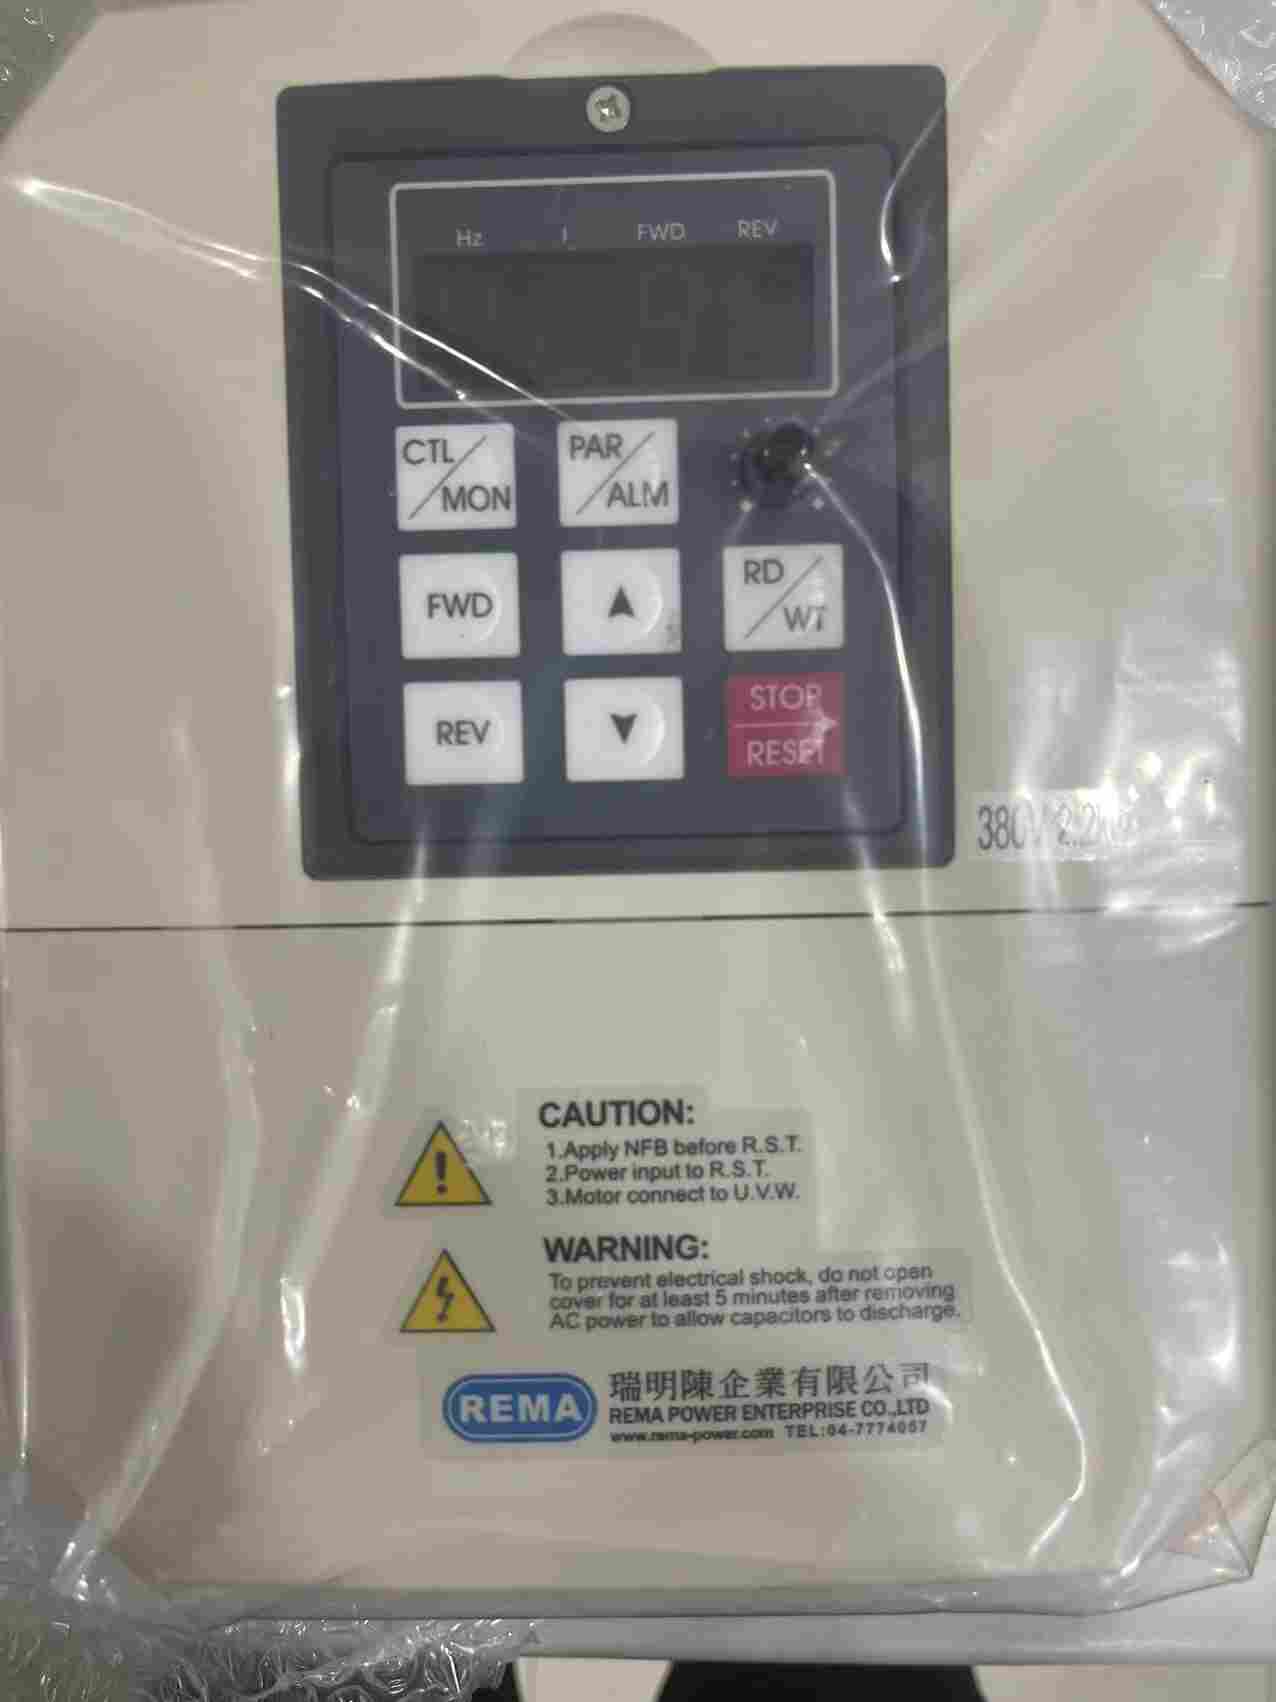 Hz I FWD REV
CTL/MON PAR/ALM
FWD ▲ RD/WT
REV ▼ STOP
RESET
380V 2.2kw
CAUTION:
1.Apply NFB before R.S.T.
2.Power input to R.S.T.
3.Motor connect to U.V.W.
WARNING:
To prevent electrical shock, do not open
cover for at least 5 minutes after removing
AC power to allow capacitors to discharge.
REMA 瑞明陳企業有限公司
REMA POWER ENTERPRISE CO.,LTD
www.rema-power.com TEL:04-7774057